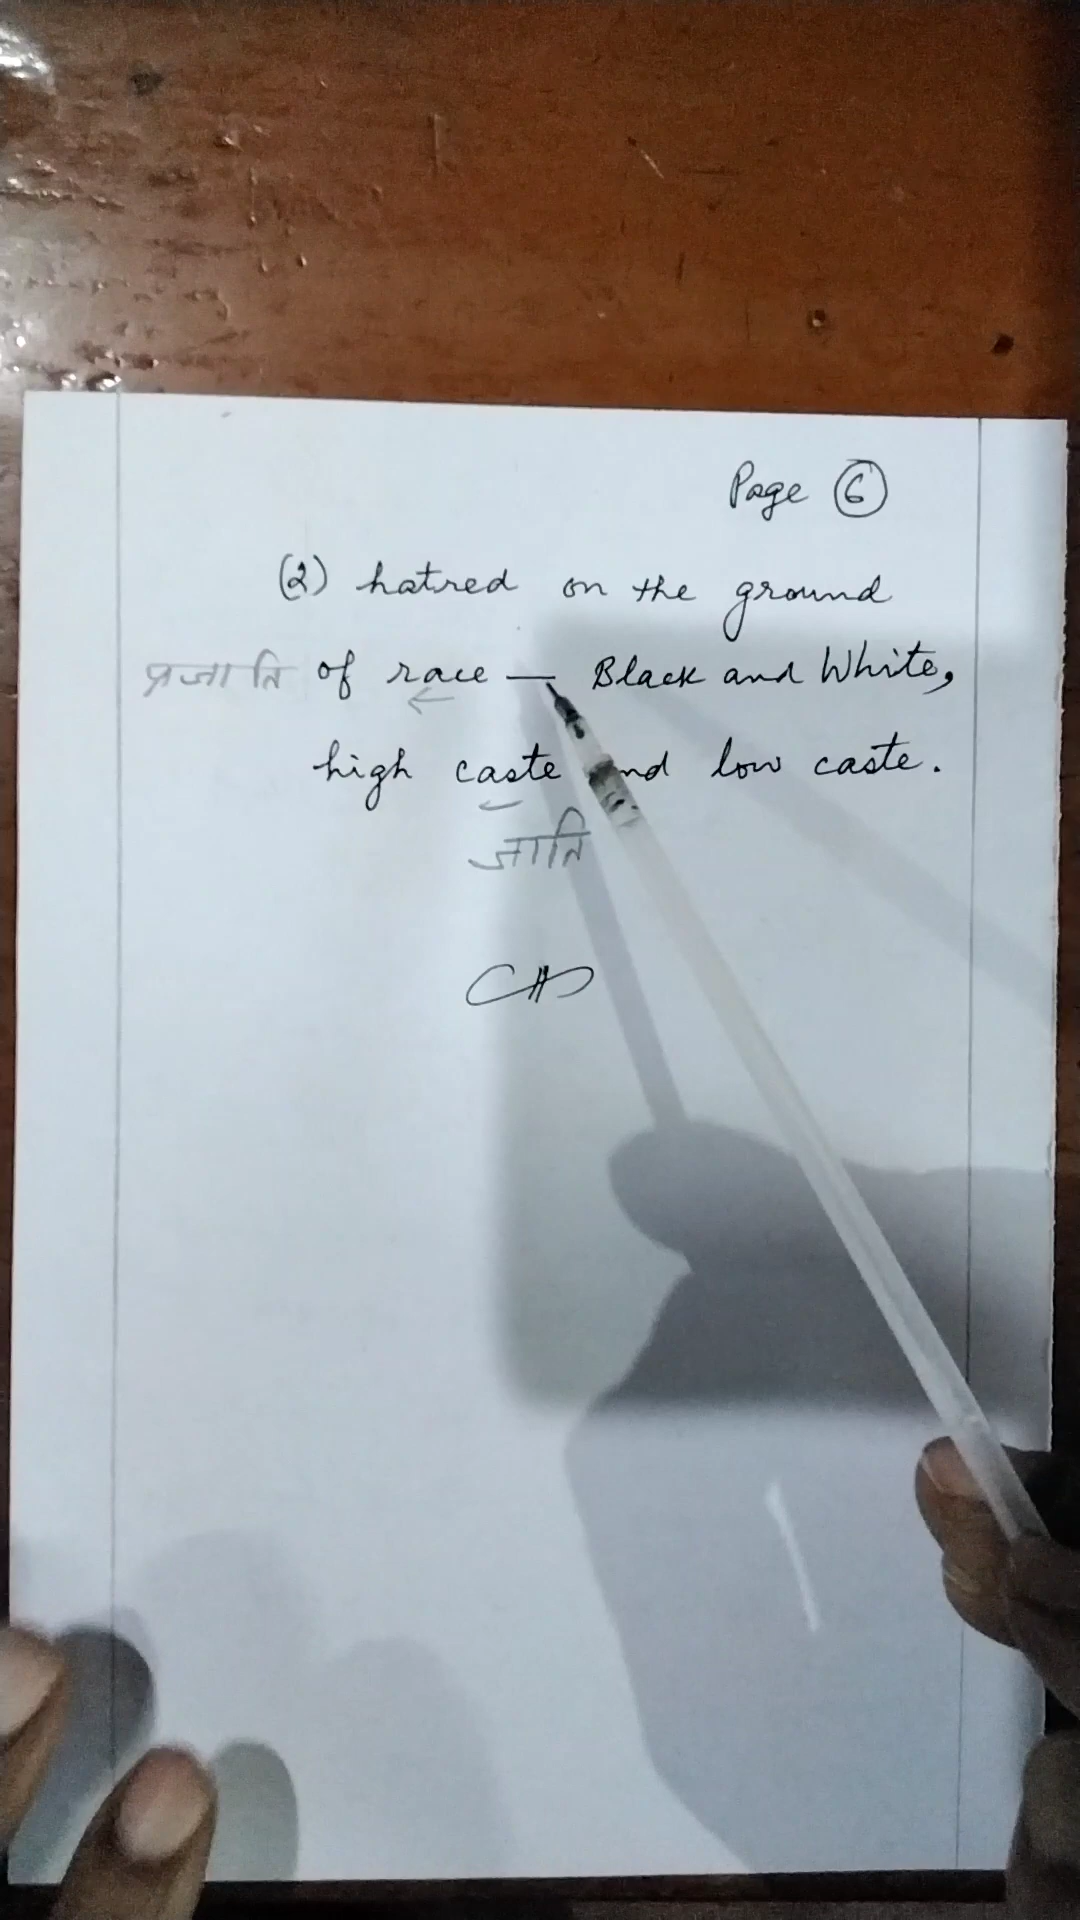 Page 6
(2) hatred on the ground
प्रजाति of race — Black and White,
high caste and low caste.
जाति